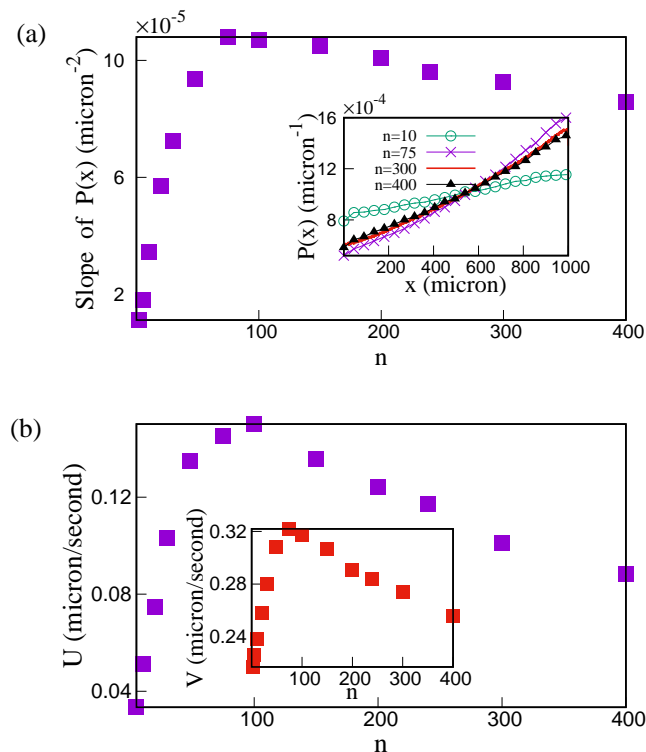 (a)
×10⁻⁵
10
6
2
Slope of P(x) (micron⁻²)
100 200 300 400
n
×10⁻⁴
16
12
8
P(x) (micron⁻¹)
n=10
n=75
n=300
n=400
200 400 600 800 1000
x (micron)
(b)
0.12
0.08
0.04
U (micron/second)
100 200 300 400
n
0.32
0.28
0.24
V (micron/second)
100 200 300 400
n